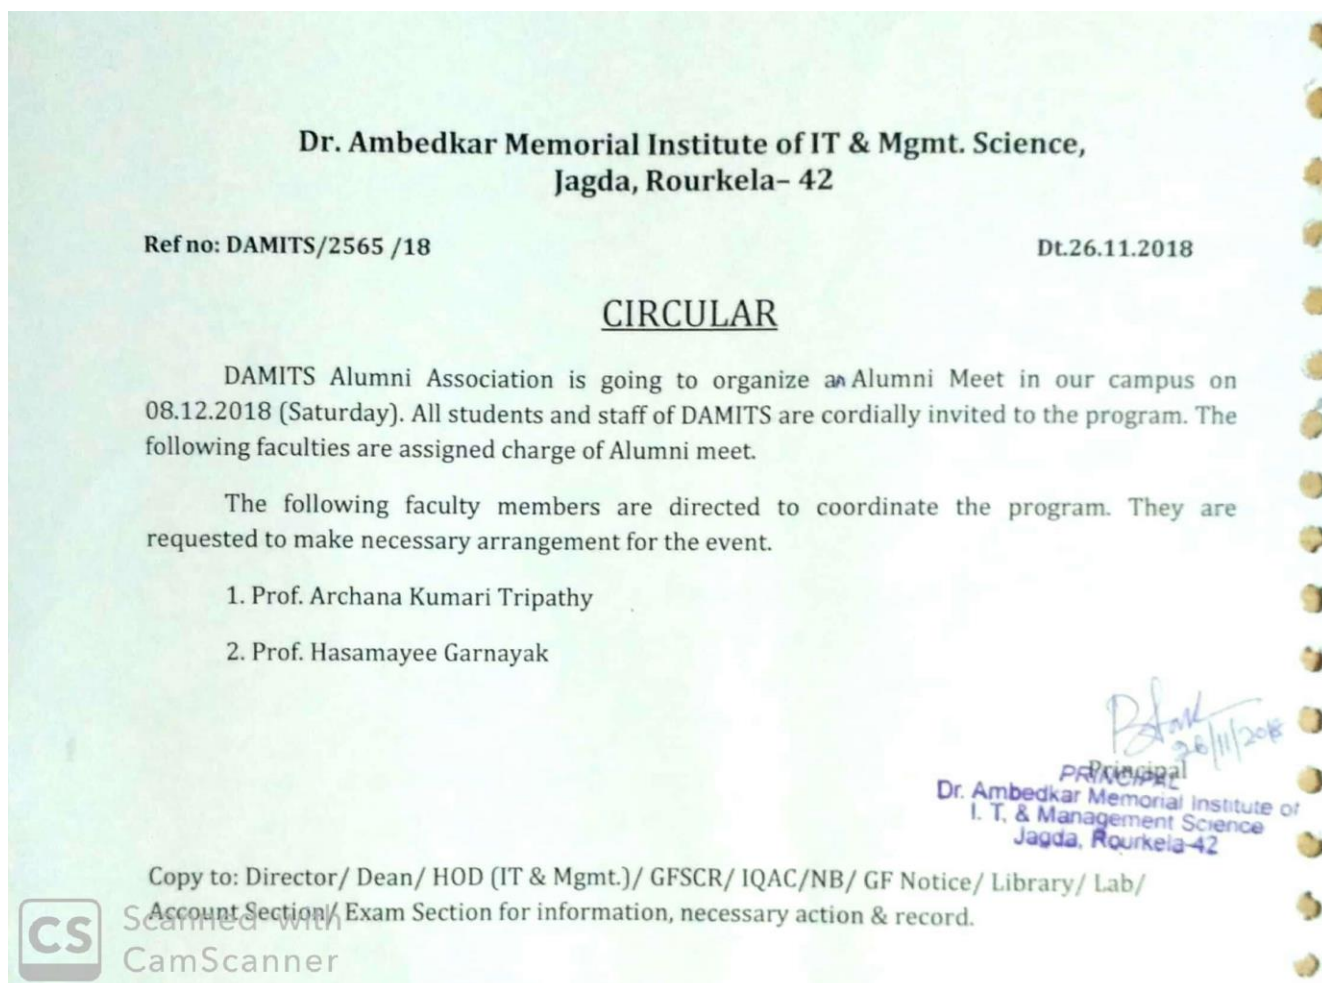 Dr. Ambedkar Memorial Institute of IT & Mgmt. Science,
Jagda, Rourkela– 42
Ref no: DAMITS/2565 /18 Dt.26.11.2018
CIRCULAR
DAMITS Alumni Association is going to organize an Alumni Meet in our campus on
08.12.2018 (Saturday). All students and staff of DAMITS are cordially invited to the program. The
following faculties are assigned charge of Alumni meet.
The following faculty members are directed to coordinate the program. They are
requested to make necessary arrangement for the event.
1. Prof. Archana Kumari Tripathy
2. Prof. Hasamayee Garnayak
26/11/2018
Principal
PRINCIPAL
Dr. Ambedkar Memorial Institute of
I. T. & Management Science
Jagda, Rourkela-42
Copy to: Director/ Dean/ HOD (IT & Mgmt.)/ GFSCR/ IQAC/NB/ GF Notice/ Library/ Lab/
Account Section/ Exam Section for information, necessary action & record.
CS Scanned with
CamScanner